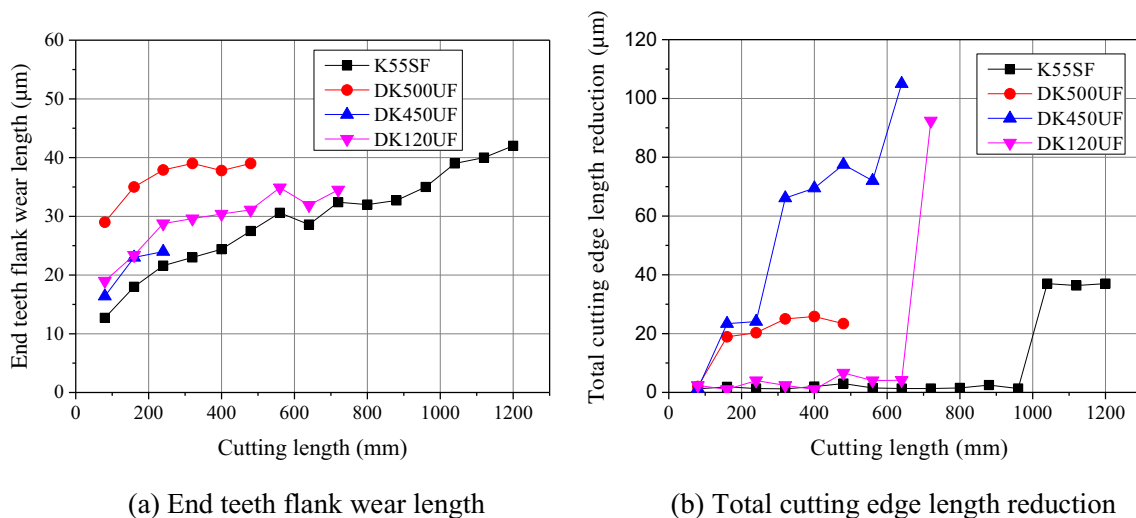 60
50
40
30
20
10
0
0 200 400 600 800 1000 1200
End teeth flank wear length (μm)
Cutting length (mm)
K55SF
DK500UF
DK450UF
DK120UF
(a) End teeth flank wear length
120
100
80
60
40
20
0
0 200 400 600 800 1000 1200
Total cutting edge length reduction (μm)
Cutting length (mm)
K55SF
DK500UF
DK450UF
DK120UF
(b) Total cutting edge length reduction